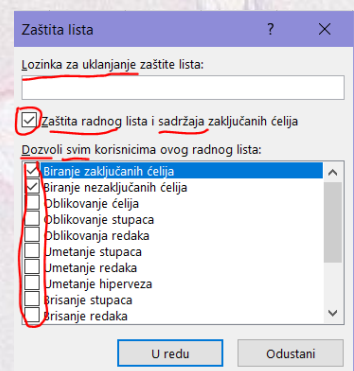 Zaštita lista ? ×
Lozinka za uklanjanje zaštite lista:
Zaštita radnog lista i sadržaja zaključanih ćelija
Dozvoli svim korisnicima ovog radnog lista:
Biranje zaključanih ćelija
Biranje nezaključanih ćelija
Oblikovanje ćelija
Oblikovanje stupaca
Oblikovanja redaka
Umetanje stupaca
Umetanje redaka
Umetanje hiperveza
Brisanje stupaca
Brisanje redaka
U redu Odustani